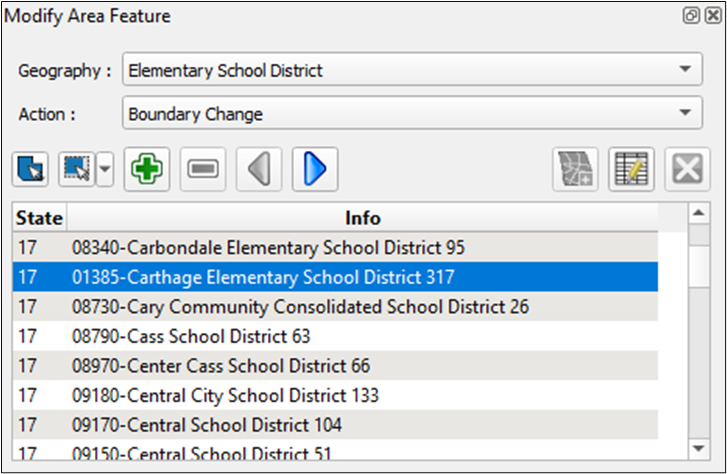 Modify Area Feature
Geography : Elementary School District
Action : Boundary Change
State Info
17 08340-Carbondale Elementary School District 95
17 01385-Carthage Elementary School District 317
17 08730-Cary Community Consolidated School District 26
17 08790-Cass School District 63
17 08970-Center Cass School District 66
17 09180-Central City School District 133
17 09170-Central School District 104
17 09150-Central School District 51